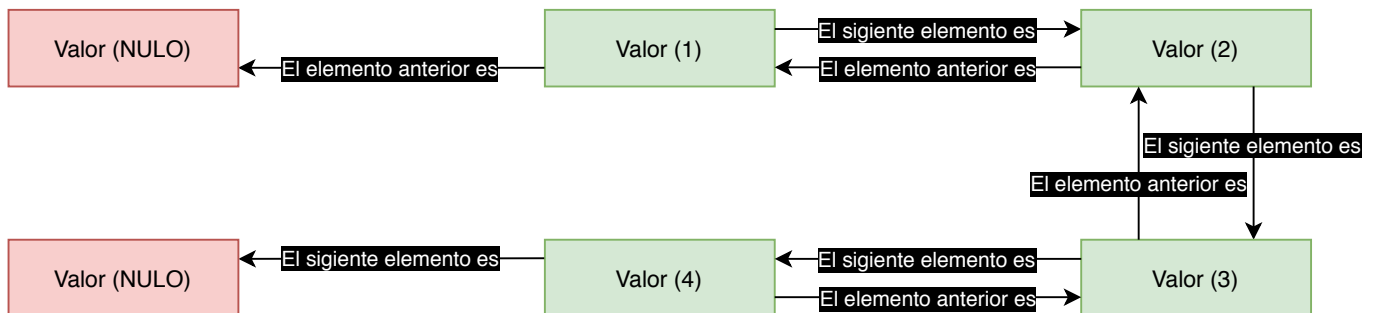 Valor (NULO)
El elemento anterior es
Valor (1)
El sigiente elemento es
El elemento anterior es
Valor (2)
El sigiente elemento es
El elemento anterior es
Valor (NULO)
El sigiente elemento es
Valor (4)
El sigiente elemento es
El elemento anterior es
Valor (3)